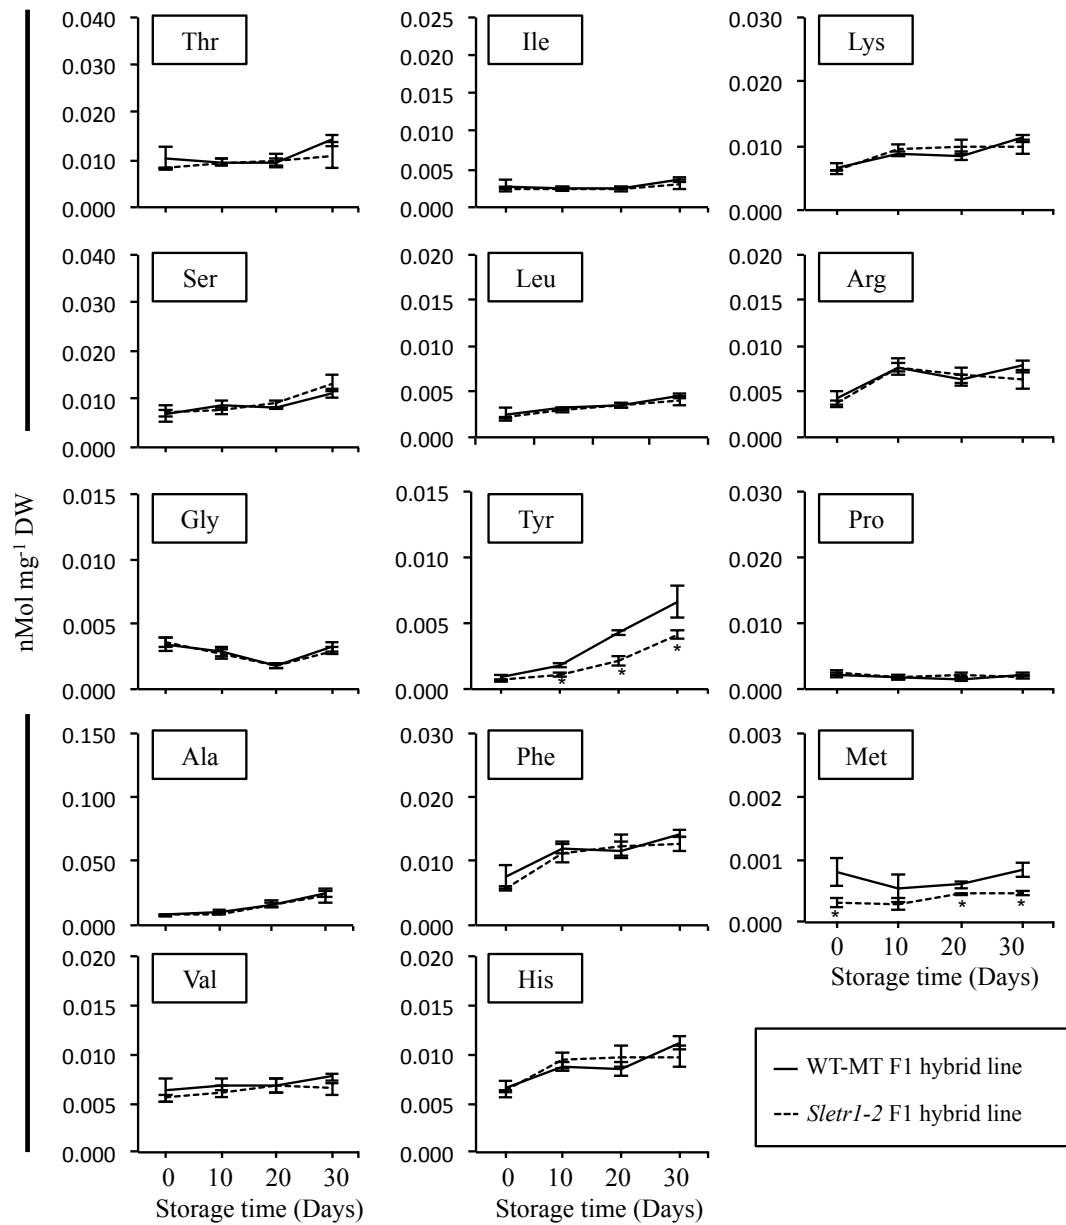 nMol mg-1 DW
Thr
0.040
0.030
0.020
0.010
0.000
Ile
0.025
0.025
0.020
0.015
0.010
0.005
0.000
Lys
0.030
0.020
0.010
0.000
Ser
0.040
0.030
0.020
0.010
0.000
Leu
0.020
0.015
0.010
0.005
0.000
Arg
0.020
0.015
0.010
0.005
0.000
Gly
0.015
0.010
0.005
0.000
Tyr
0.015
0.010
0.005
0.000
* * *
Pro
0.030
0.020
0.010
0.000
Ala
0.150
0.100
0.050
0.000
Phe
0.030
0.020
0.010
0.000
Met
0.003
0.002
0.001
0.000
* * *
0 10 20 30
Storage time (Days)
Val
0.020
0.015
0.010
0.005
0.000
0 10 20 30
Storage time (Days)
His
0.020
0.015
0.010
0.005
0.000
0 10 20 30
Storage time (Days)
WT-MT F1 hybrid line
Sletr1-2 F1 hybrid line